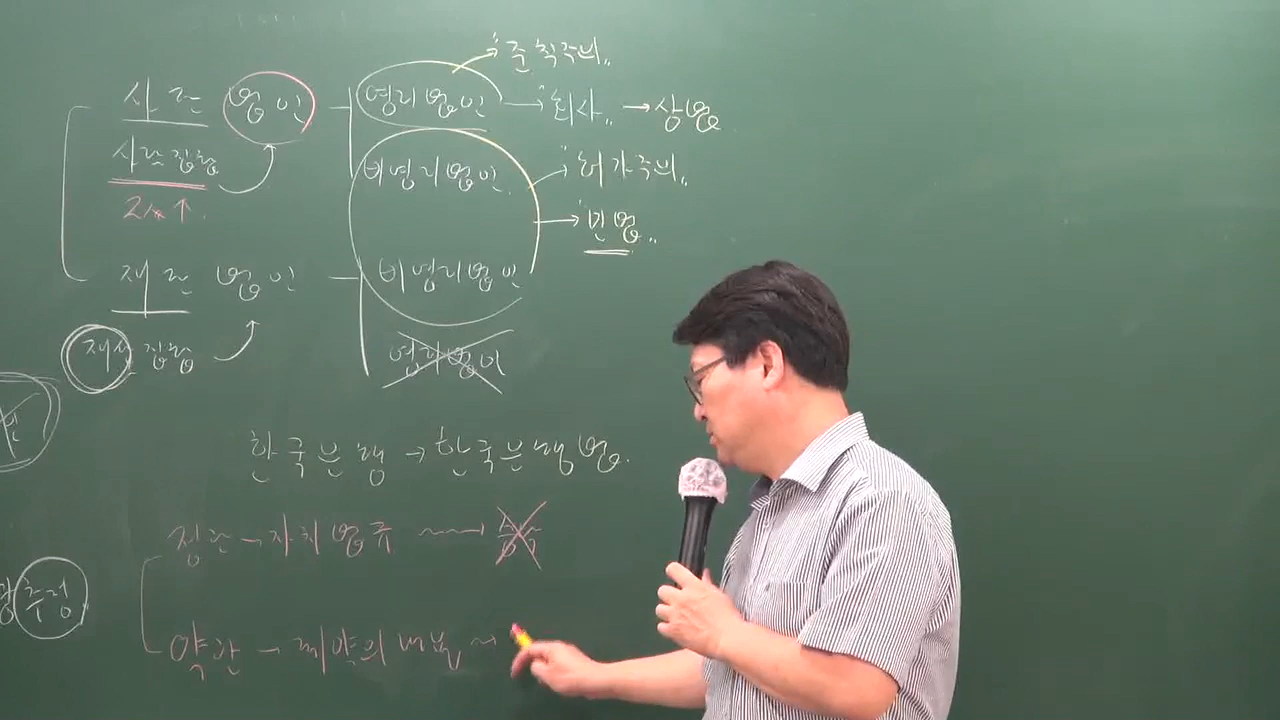 "준칙주의"
사단 법인 영리법인 → "회사" → 상법
사람집합 비영리법인 "허가주의"
2人↑ → "민법"
재단 법인 비영리법인
재산 집합 영리법인
한국은행 → 한국은행법.
정관 → 자치법규
추정
약관 → 계약의 내용 →